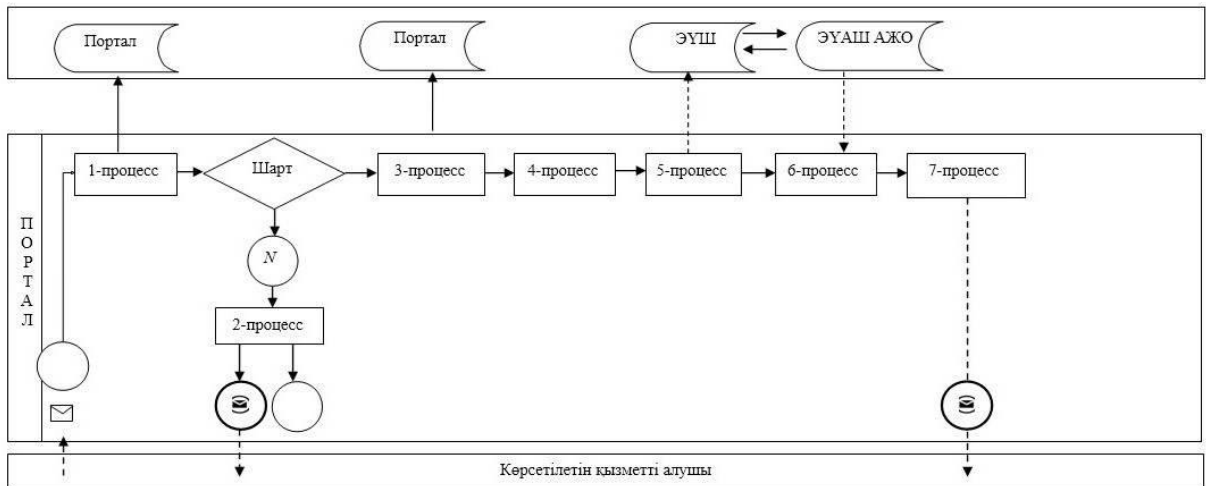 Портал
Портал
ЭҮШ
ЭҮАШ АЖО
1-процесс
Шарт
3-процесс
4-процесс
5-процесс
6-процесс
7-процесс
ПОРТАЛ
N
2-процесс
Көрсетілетін қызметті алушы